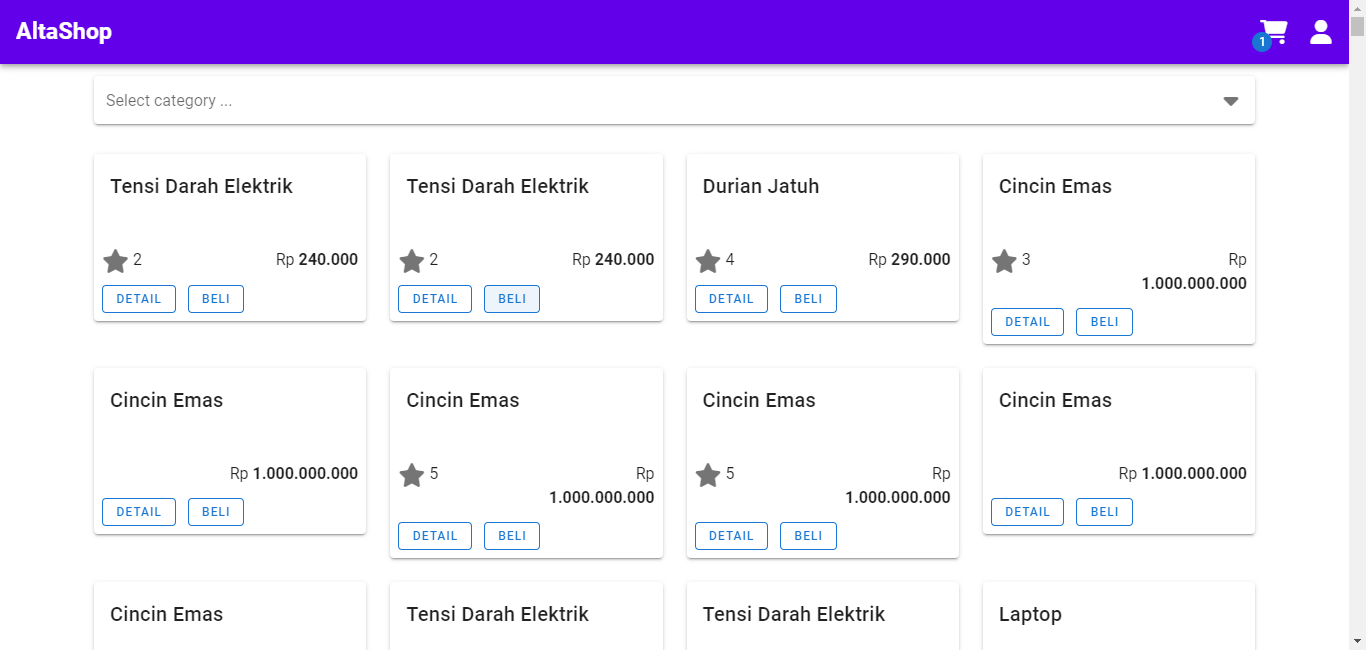 AltaShop
1
Select category ...
Tensi Darah Elektrik
2
Rp 240.000
DETAIL
BELI
Tensi Darah Elektrik
2
Rp 240.000
DETAIL
BELI
Durian Jatuh
4
Rp 290.000
DETAIL
BELI
Cincin Emas
3
Rp
1.000.000.000
DETAIL
BELI
Cincin Emas
Rp 1.000.000.000
DETAIL
BELI
Cincin Emas
5
Rp
1.000.000.000
DETAIL
BELI
Cincin Emas
5
Rp
1.000.000.000
DETAIL
BELI
Cincin Emas
Rp 1.000.000.000
DETAIL
BELI
Cincin Emas
Tensi Darah Elektrik
Tensi Darah Elektrik
Laptop